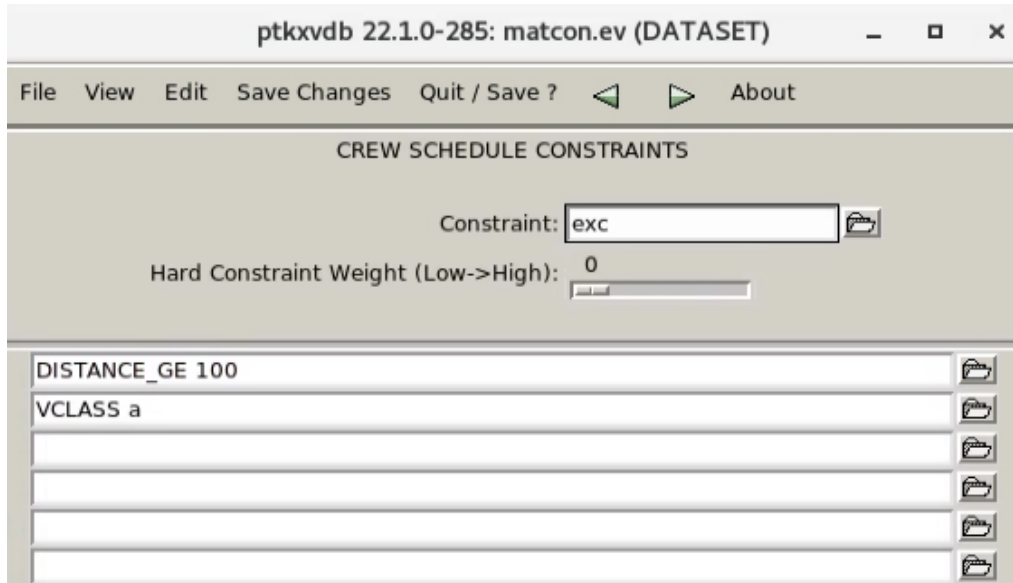 ptkxvdb 22.1.0-285: matcon.ev (DATASET)
File View Edit Save Changes Quit / Save ? About
CREW SCHEDULE CONSTRAINTS
Constraint: exc
Hard Constraint Weight (Low->High): 0
DISTANCE_GE 100
VCLASS a